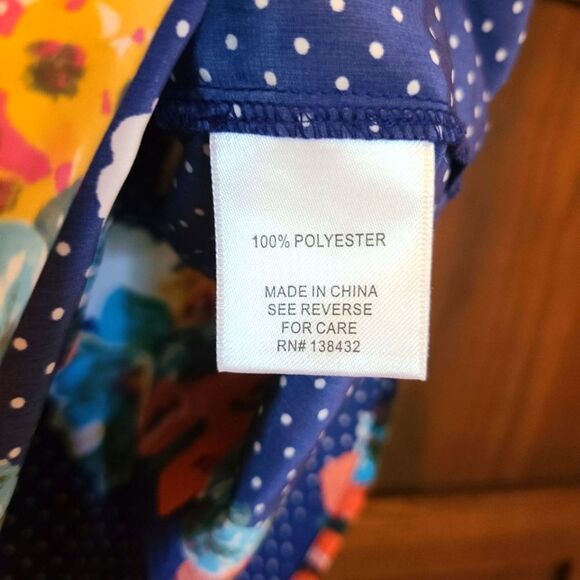 100% POLYESTER
MADE IN CHINA
SEE REVERSE
FOR CARE
RN# 138432